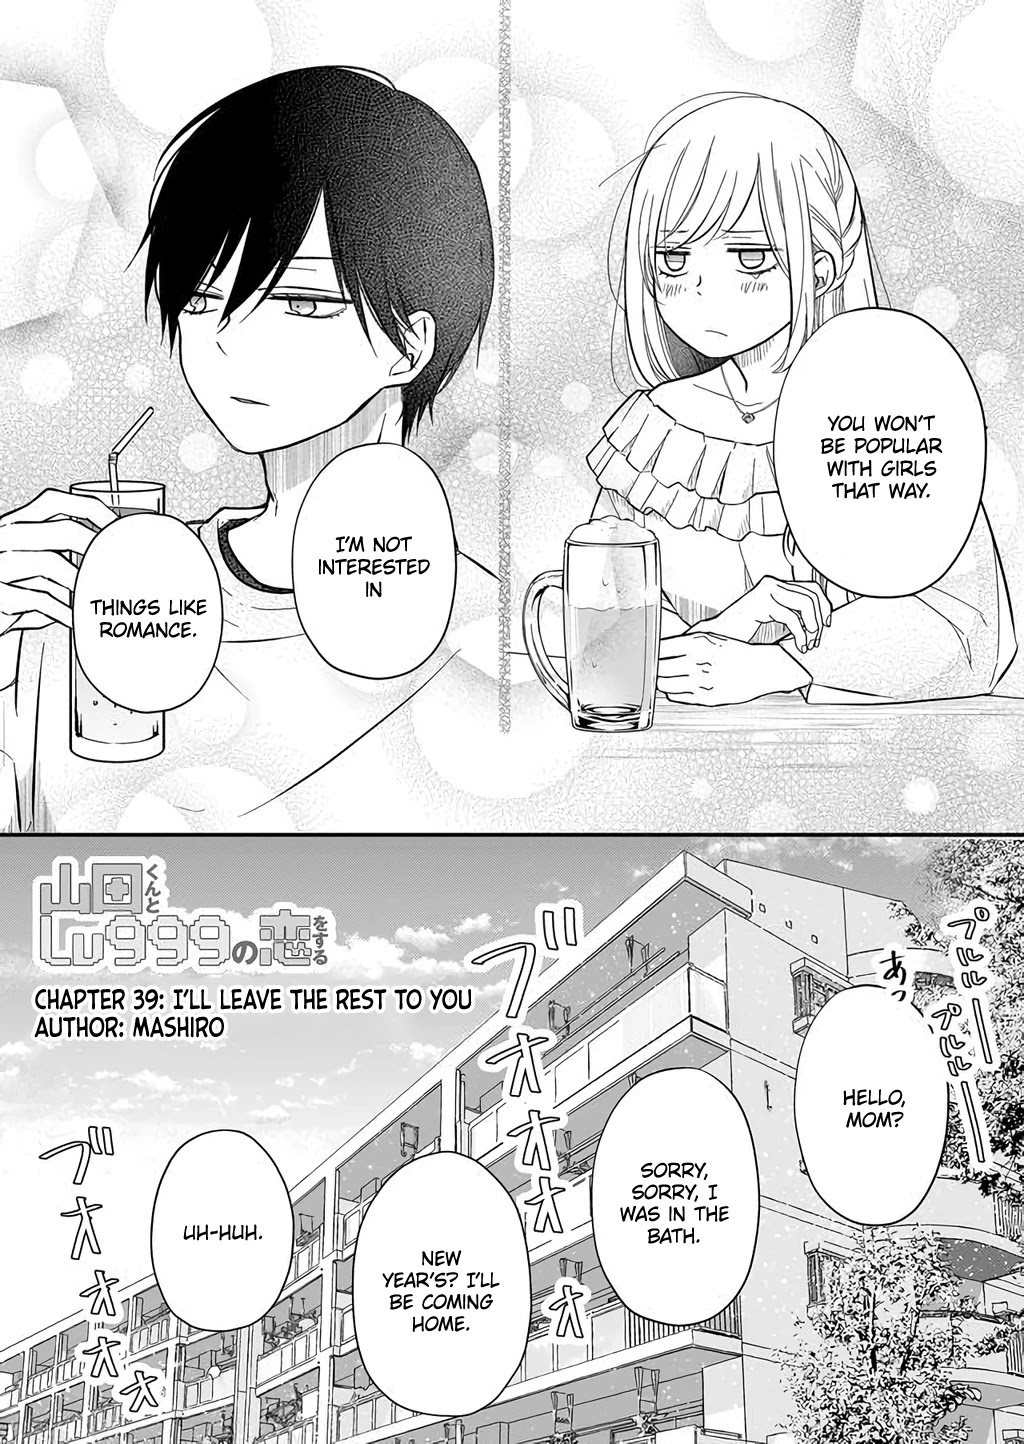 YOU WON'T
BE POPULAR
WITH GIRLS
THAT WAY.
I'M NOT
INTERESTED
IN
THINGS LIKE
ROMANCE.
山田くんと
Lv999の恋をする
CHAPTER 39: I'LL LEAVE THE REST TO YOU
AUTHOR: MASHIRO
プルルル
プルルー
あっ
HELLO,
MOM?
SORRY,
SORRY, I
WAS IN THE
BATH.
ブオオオオ
NEW
YEAR'S? I'LL
BE COMING
HOME.
UH-HUH.
ブオオオオ